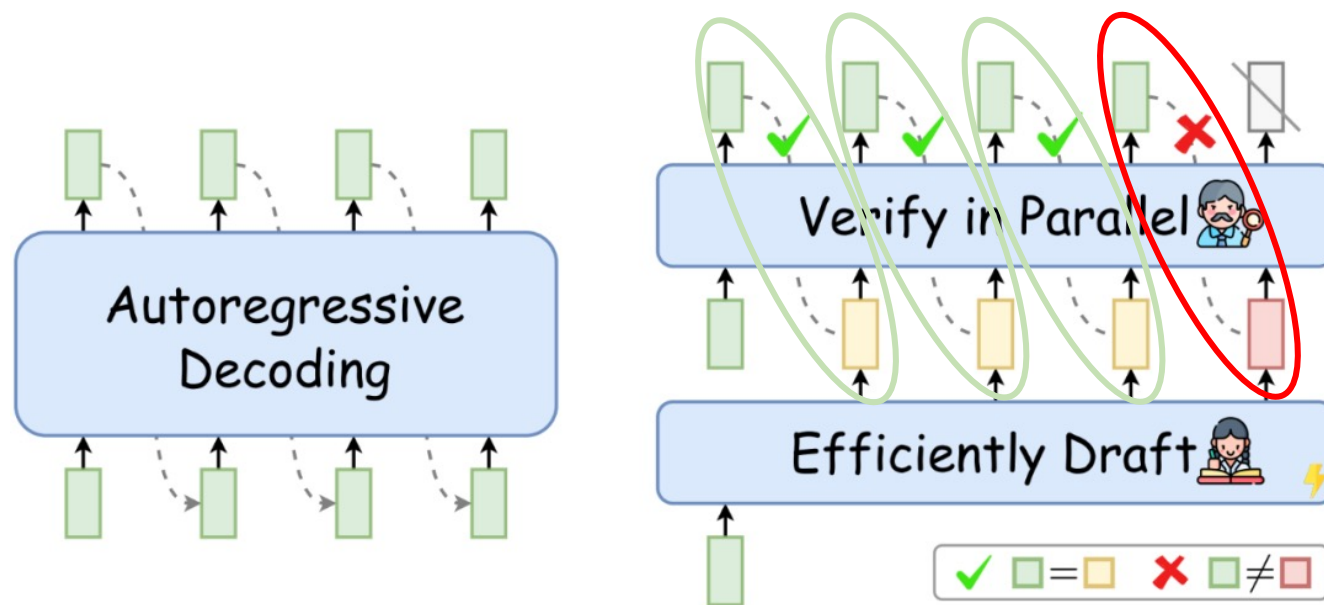 Autoregressive
Decoding
Verify in Parallel
Efficiently Draft
= ≠